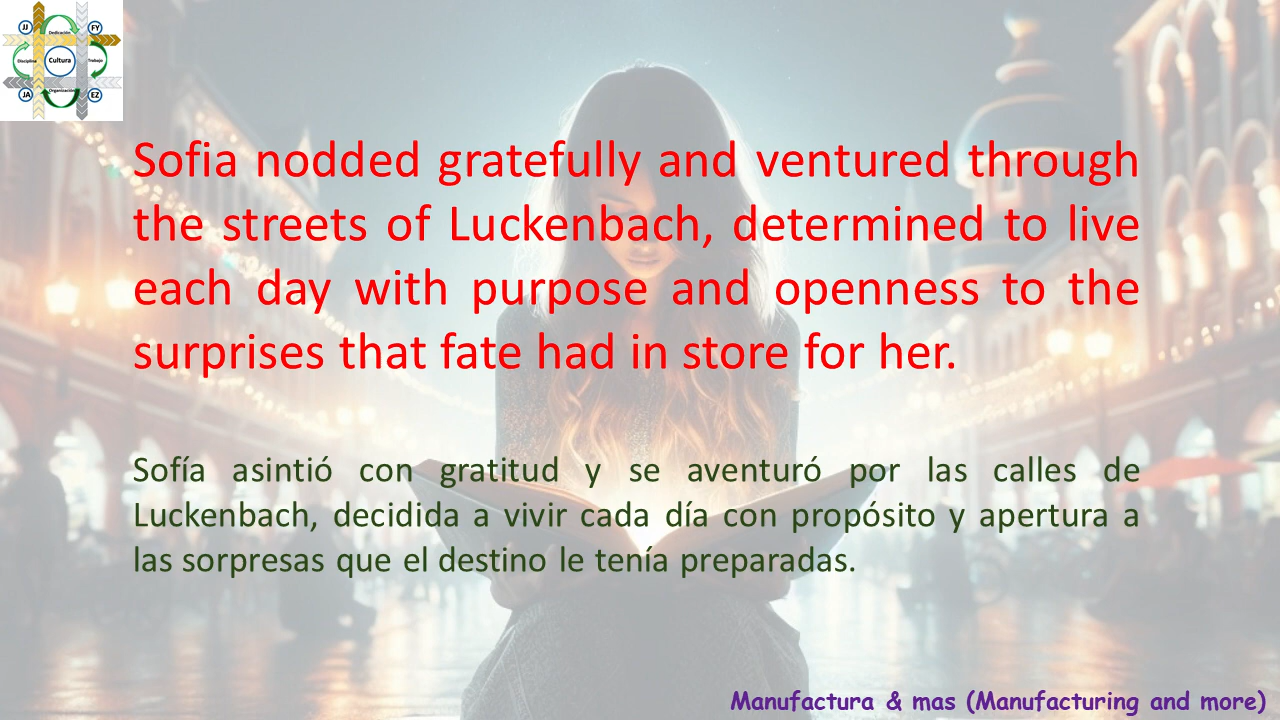 JJ
FY
Dedicación
Disciplina
Cultura
Trabajo
Organización
JA
EZ
Sofia nodded gratefully and ventured through
the streets of Luckenbach, determined to live
each day with purpose and openness to the
surprises that fate had in store for her.
Sofía asintió con gratitud y se aventuró por las calles de
Luckenbach, decidida a vivir cada día con propósito y apertura a
las sorpresas que el destino le tenía preparadas.
Manufactura & mas (Manufacturing and more)